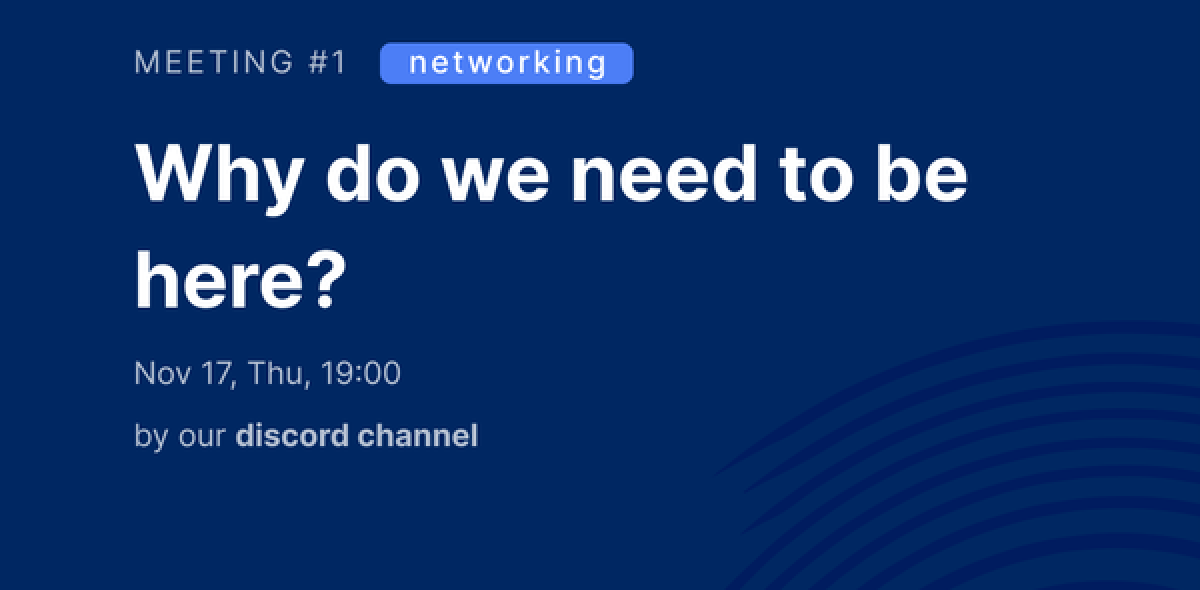 MEETING #1 networking
Why do we need to be
here?
Nov 17, Thu, 19:00
by our discord channel